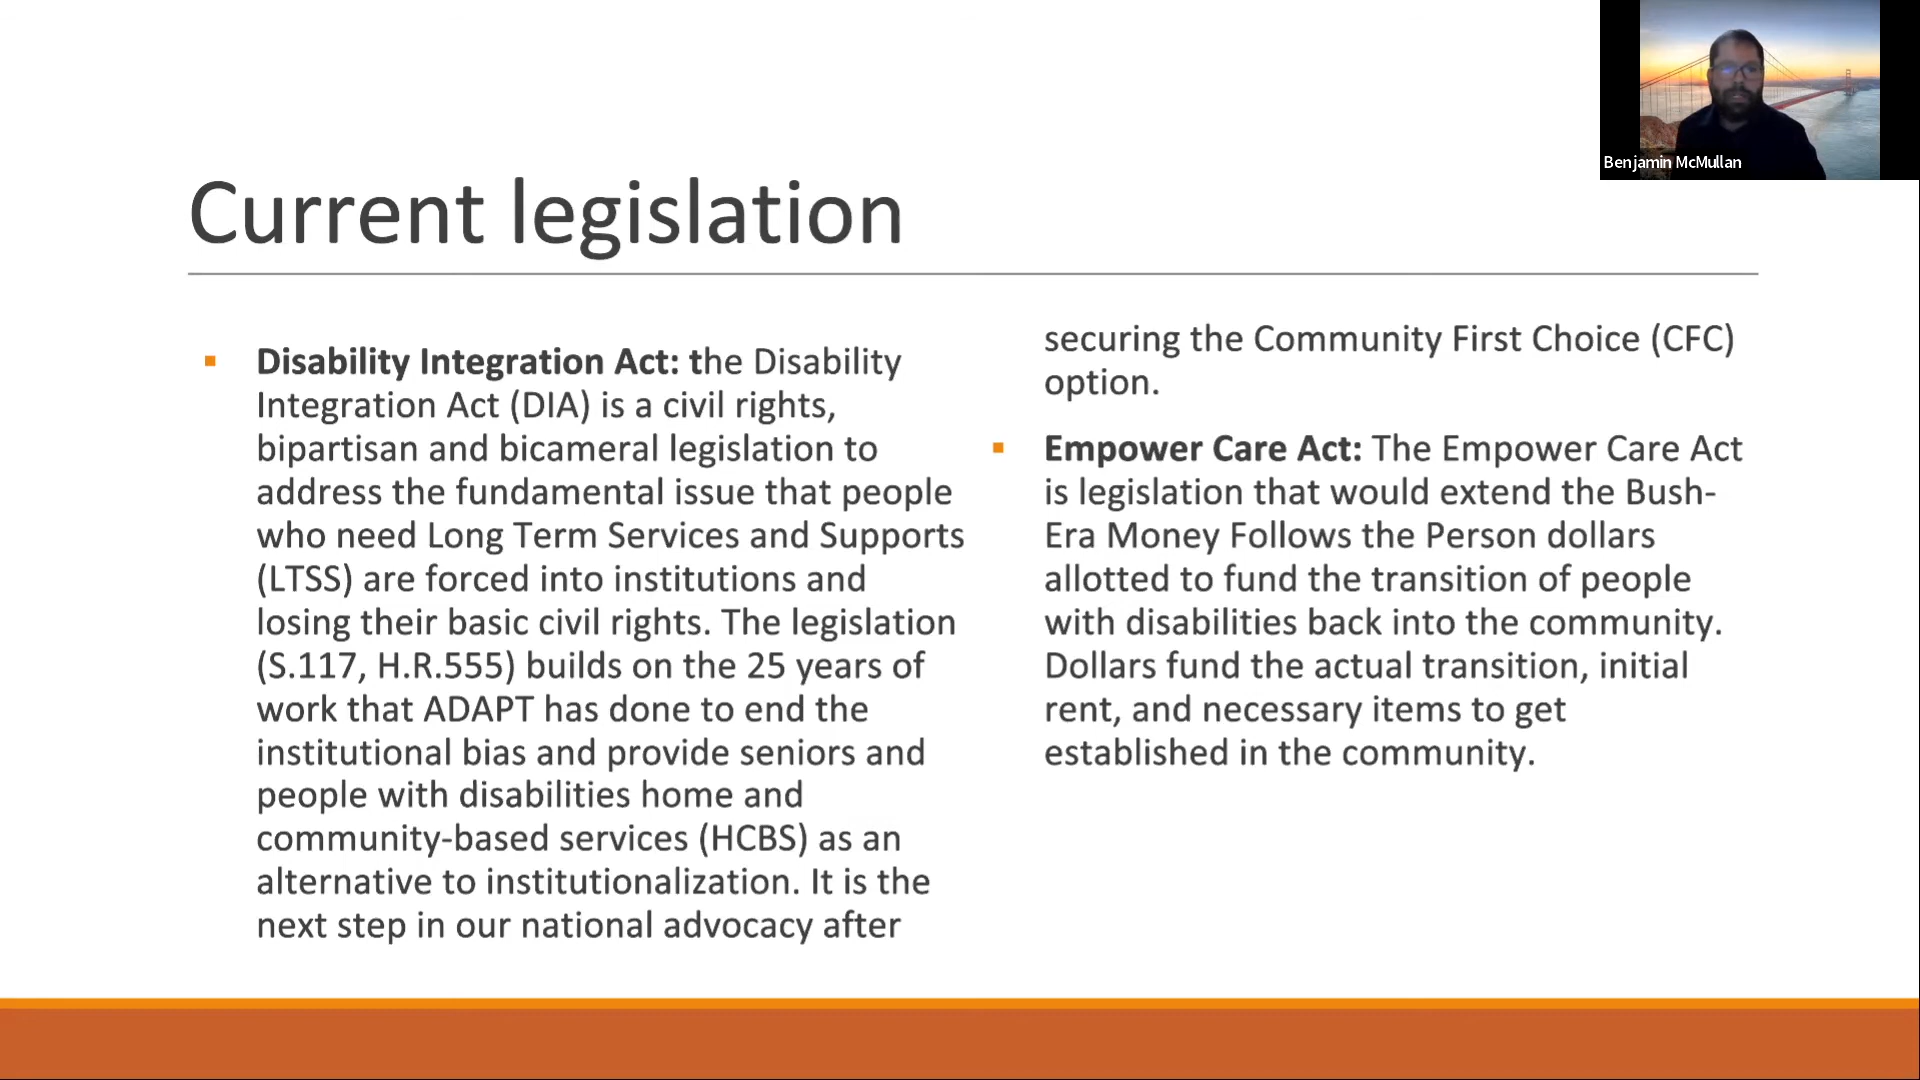 Benjamin McMullan
Current legislation
Disability Integration Act: the Disability
Integration Act (DIA) is a civil rights,
bipartisan and bicameral legislation to
address the fundamental issue that people
who need Long Term Services and Supports
(LTSS) are forced into institutions and
losing their basic civil rights. The legislation
(S.117, H.R.555) builds on the 25 years of
work that ADAPT has done to end the
institutional bias and provide seniors and
people with disabilities home and
community-based services (HCBS) as an
alternative to institutionalization. It is the
next step in our national advocacy after
securing the Community First Choice (CFC)
option.
Empower Care Act: The Empower Care Act
is legislation that would extend the Bush-
Era Money Follows the Person dollars
allotted to fund the transition of people
with disabilities back into the community.
Dollars fund the actual transition, initial
rent, and necessary items to get
established in the community.